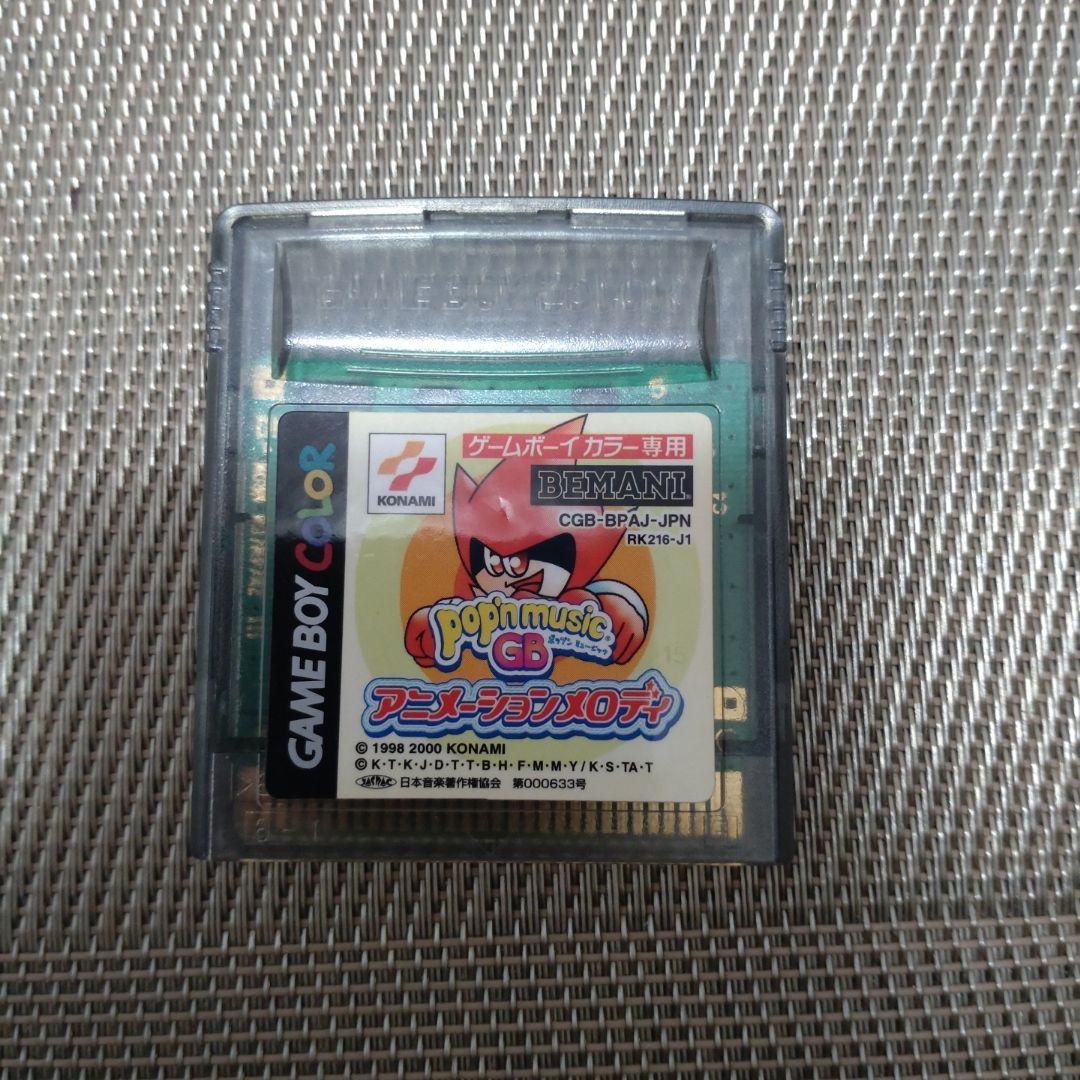 GAME BOY COLOR
GAME BOY COLOR
KONAMI
ゲームボーイカラー専用
BEMANI
CGB-BPAJ-JPN
RK216-J1
pop'n music
ポップン ミュージック
GB
アニメーションメロディ
15
© 1998 2000 KONAMI
© K・T・K・J・D・T・T・B・H・F・M・M・Y/K・S・TA・T
JASRAC 日本音楽著作権協会 第000633号